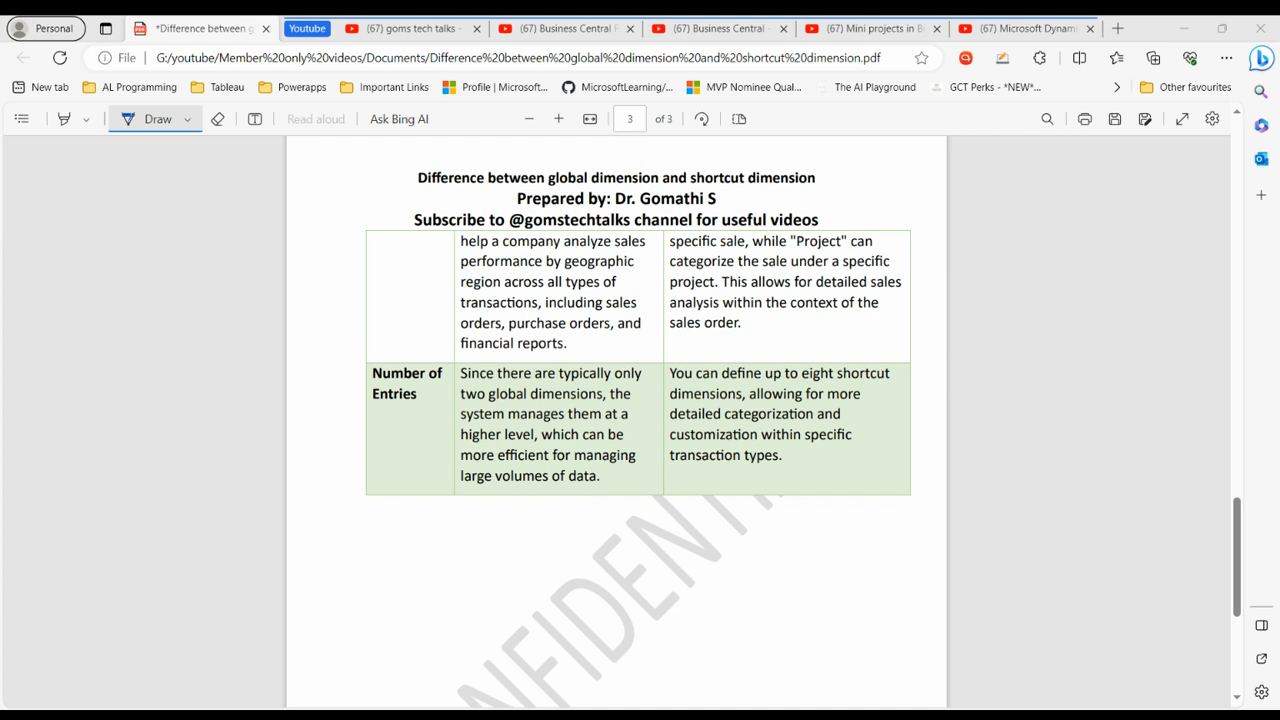 Personal
*Difference between g
Youtube
(67) goms tech talks -
(67) Business Central F
(67) Business Central -
(67) Mini projects in B
(67) Microsoft Dynami
File
G:/youtube/Member%20only%20videos/Documents/Difference%20between%20global%20dimension%20and%20shortcut%20dimension.pdf
New tab
AL Programming
Tableau
Powerapps
Important Links
Profile | Microsoft...
MicrosoftLearning/...
MVP Nominee Qual...
The AI Playground
GCT Perks - *NEW*...
Other favourites
Draw
Read aloud
Ask Bing AI
3
of 3
Difference between global dimension and shortcut dimension
Prepared by: Dr. Gomathi S
Subscribe to @gomstechtalks channel for useful videos
help a company analyze sales
performance by geographic
region across all types of
transactions, including sales
orders, purchase orders, and
financial reports.
specific sale, while "Project" can
categorize the sale under a specific
project. This allows for detailed sales
analysis within the context of the
sales order.
Number of
Entries
Since there are typically only
two global dimensions, the
system manages them at a
higher level, which can be
more efficient for managing
large volumes of data.
You can define up to eight shortcut
dimensions, allowing for more
detailed categorization and
customization within specific
transaction types.
NFIDENT